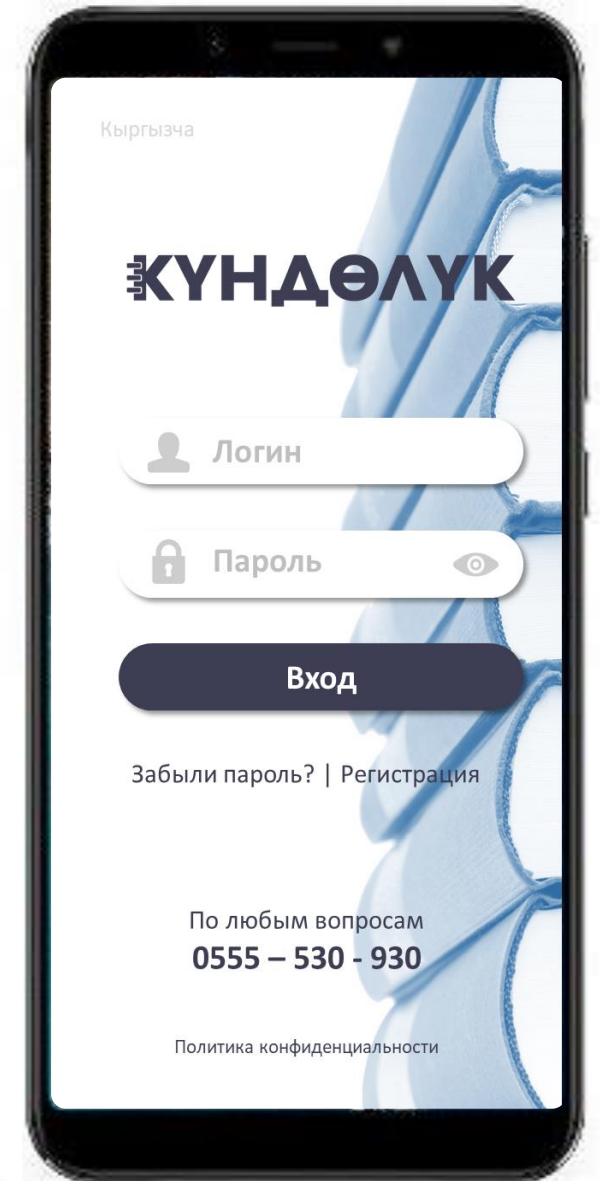 Кыргызча
КҮНДӨЛҮК
Логин
Пароль
Вход
Забыли пароль? | Регистрация
По любым вопросам
0555 – 530 - 930
Политика конфиденциальности